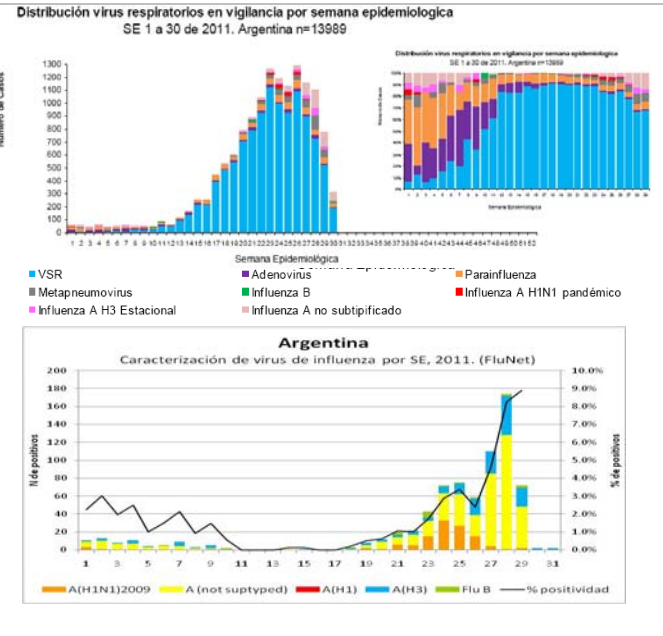 Distribución virus respiratorios en vigilancia por semana epidemiologica
SE 1 a 30 de 2011. Argentina n=13989
Número de Casos
1300
1200
1100
1000
900
800
700
600
500
400
300
200
100
0
1 2 3 4 5 6 7 8 9 10 11 12 13 14 15 16 17 18 19 20 21 22 23 24 25 26 27 28 29 30 31 32 33 34 35 36 37 38 39 40 41 42 43 44 45 46 47 48 49 50 51 52
Semana Epidemiológica
Distribución virus respiratorios en vigilancia por semana epidemiologica
SE 1 a 30 de 2011. Argentina n=13989
Semana Epidemiológica
VSR
Adenovirus
Parainfluenza
Metapneumovirus
Influenza B
Influenza A H1N1 pandémico
Influenza A H3 Estacional
Influenza A no subtipificado
Argentina
Caracterización de virus de influenza por SE, 2011. (FluNet)
N de positivos
200
180
160
140
120
100
80
60
40
20
0
10.0%
9.0%
8.0%
7.0%
6.0%
5.0%
4.0%
3.0%
2.0%
1.0%
0.0%
% de positivos
1 3 5 7 9 11 13 15 17 19 21 23 25 27 29 31
A(H1N1)2009
A (not suptyped)
A(H1)
A(H3)
Flu B
% positividad